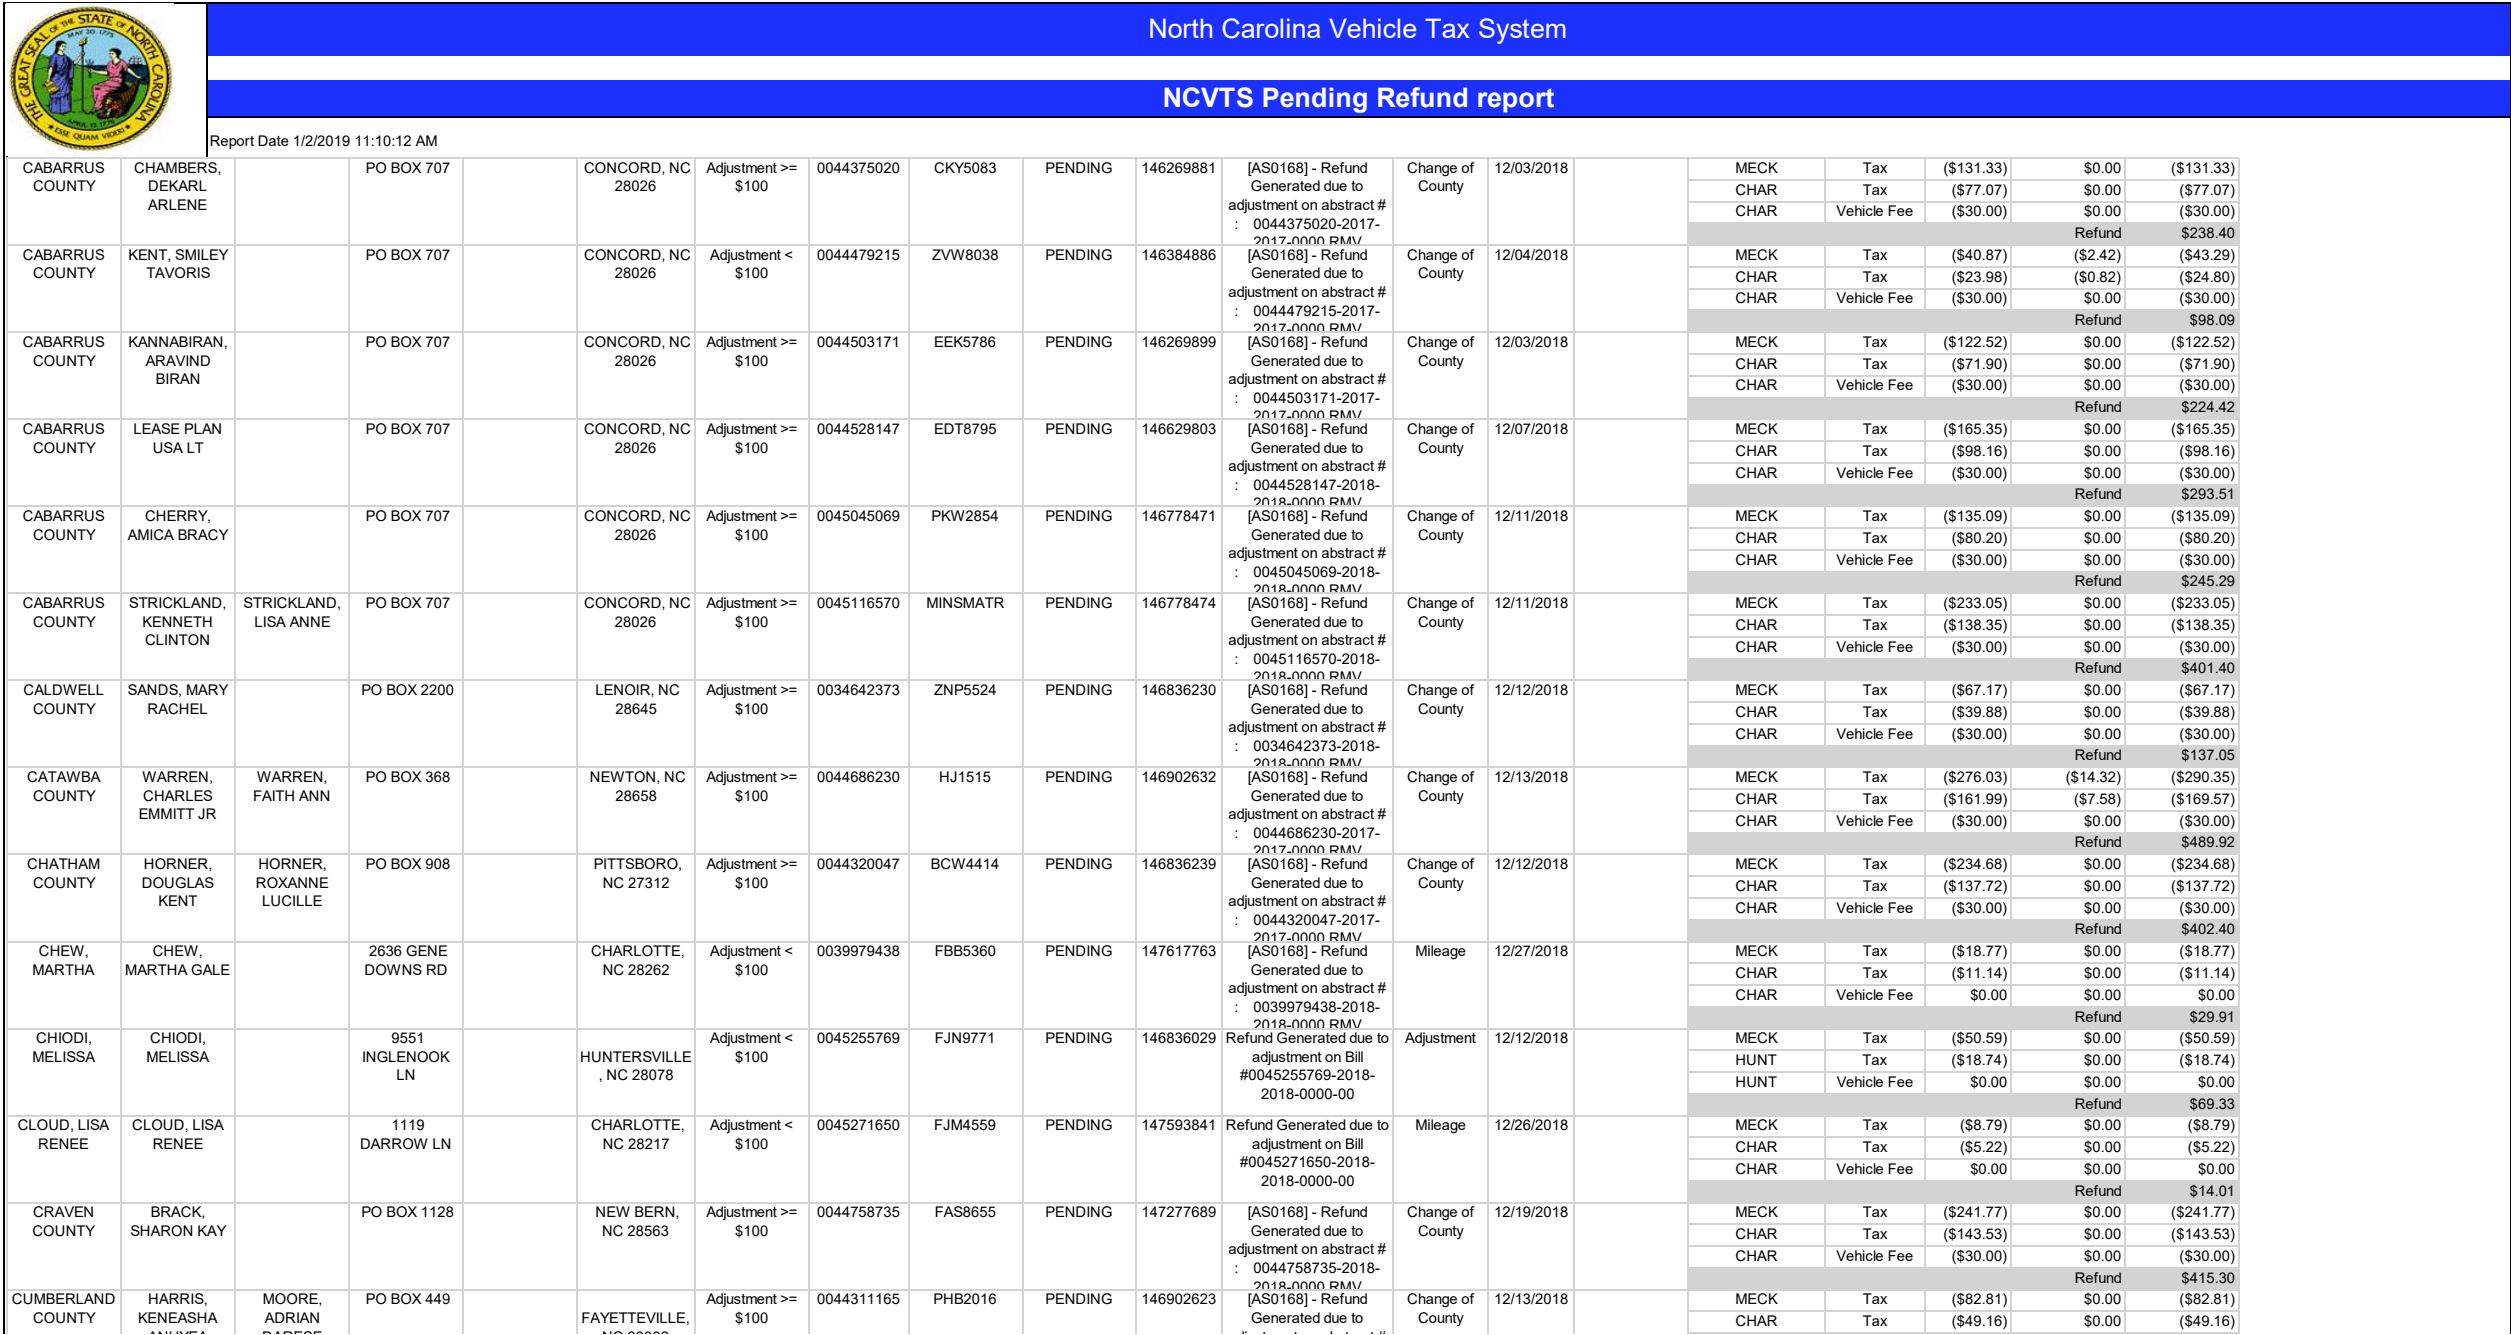 THE GREAT SEAL OF THE STATE OF NORTH CAROLINA
MAY 20, 1775
APRIL 12, 1776
ESSE QUAM VIDERI
North Carolina Vehicle Tax System
NCVTS Pending Refund report
Report Date 1/2/2019 11:10:12 AM
CABARRUS COUNTY CHAMBERS, DEKARL ARLENE PO BOX 707 CONCORD, NC 28026 Adjustment >= $100 0044375020 CKY5083 PENDING 146269881 [AS0168] - Refund Generated due to adjustment on abstract # : 0044375020-2017-2017-0000 RMV Change of County 12/03/2018
MECK Tax ($131.33) $0.00 ($131.33)
CHAR Tax ($77.07) $0.00 ($77.07)
CHAR Vehicle Fee ($30.00) $0.00 ($30.00)
Refund $238.40
CABARRUS COUNTY KENT, SMILEY TAVORIS PO BOX 707 CONCORD, NC 28026 Adjustment < $100 0044479215 ZVW8038 PENDING 146384886 [AS0168] - Refund Generated due to adjustment on abstract # : 0044479215-2017-2017-0000 RMV Change of County 12/04/2018
MECK Tax ($40.87) ($2.42) ($43.29)
CHAR Tax ($23.98) ($0.82) ($24.80)
CHAR Vehicle Fee ($30.00) $0.00 ($30.00)
Refund $98.09
CABARRUS COUNTY KANNABIRAN, ARAVIND BIRAN PO BOX 707 CONCORD, NC 28026 Adjustment >= $100 0044503171 EEK5786 PENDING 146269899 [AS0168] - Refund Generated due to adjustment on abstract # : 0044503171-2017-2017-0000 RMV Change of County 12/03/2018
MECK Tax ($122.52) $0.00 ($122.52)
CHAR Tax ($71.90) $0.00 ($71.90)
CHAR Vehicle Fee ($30.00) $0.00 ($30.00)
Refund $224.42
CABARRUS COUNTY LEASE PLAN USA LT PO BOX 707 CONCORD, NC 28026 Adjustment >= $100 0044528147 EDT8795 PENDING 146629803 [AS0168] - Refund Generated due to adjustment on abstract # : 0044528147-2018-2018-0000 RMV Change of County 12/07/2018
MECK Tax ($165.35) $0.00 ($165.35)
CHAR Tax ($98.16) $0.00 ($98.16)
CHAR Vehicle Fee ($30.00) $0.00 ($30.00)
Refund $293.51
CABARRUS COUNTY CHERRY, AMICA BRACY PO BOX 707 CONCORD, NC 28026 Adjustment >= $100 0045045069 PKW2854 PENDING 146778471 [AS0168] - Refund Generated due to adjustment on abstract # : 0045045069-2018-2018-0000 RMV Change of County 12/11/2018
MECK Tax ($135.09) $0.00 ($135.09)
CHAR Tax ($80.20) $0.00 ($80.20)
CHAR Vehicle Fee ($30.00) $0.00 ($30.00)
Refund $245.29
CABARRUS COUNTY STRICKLAND, KENNETH CLINTON STRICKLAND, LISA ANNE PO BOX 707 CONCORD, NC 28026 Adjustment >= $100 0045116570 MINSMATR PENDING 146778474 [AS0168] - Refund Generated due to adjustment on abstract # : 0045116570-2018-2018-0000 RMV Change of County 12/11/2018
MECK Tax ($233.05) $0.00 ($233.05)
CHAR Tax ($138.35) $0.00 ($138.35)
CHAR Vehicle Fee ($30.00) $0.00 ($30.00)
Refund $401.40
CALDWELL COUNTY SANDS, MARY RACHEL PO BOX 2200 LENOIR, NC 28645 Adjustment >= $100 0034642373 ZNP5524 PENDING 146836230 [AS0168] - Refund Generated due to adjustment on abstract # : 0034642373-2018-2018-0000 RMV Change of County 12/12/2018
MECK Tax ($67.17) $0.00 ($67.17)
CHAR Tax ($39.88) $0.00 ($39.88)
CHAR Vehicle Fee ($30.00) $0.00 ($30.00)
Refund $137.05
CATAWBA COUNTY WARREN, CHARLES EMMITT JR WARREN, FAITH ANN PO BOX 368 NEWTON, NC 28658 Adjustment >= $100 0044686230 HJ1515 PENDING 146902632 [AS0168] - Refund Generated due to adjustment on abstract # : 0044686230-2017-2017-0000 RMV Change of County 12/13/2018
MECK Tax ($276.03) ($14.32) ($290.35)
CHAR Tax ($161.99) ($7.58) ($169.57)
CHAR Vehicle Fee ($30.00) $0.00 ($30.00)
Refund $489.92
CHATHAM COUNTY HORNER, DOUGLAS KENT HORNER, ROXANNE LUCILLE PO BOX 908 PITTSBORO, NC 27312 Adjustment >= $100 0044320047 BCW4414 PENDING 146836239 [AS0168] - Refund Generated due to adjustment on abstract # : 0044320047-2017-2017-0000 RMV Change of County 12/12/2018
MECK Tax ($234.68) $0.00 ($234.68)
CHAR Tax ($137.72) $0.00 ($137.72)
CHAR Vehicle Fee ($30.00) $0.00 ($30.00)
Refund $402.40
CHEW, MARTHA CHEW, MARTHA GALE 2636 GENE DOWNS RD CHARLOTTE, NC 28262 Adjustment < $100 0039979438 FBB5360 PENDING 147617763 [AS0168] - Refund Generated due to adjustment on abstract # : 0039979438-2018-2018-0000 RMV Mileage 12/27/2018
MECK Tax ($18.77) $0.00 ($18.77)
CHAR Tax ($11.14) $0.00 ($11.14)
CHAR Vehicle Fee $0.00 $0.00 $0.00
Refund $29.91
CHIODI, MELISSA CHIODI, MELISSA 9551 INGLENOOK LN HUNTERSVILLE, NC 28078 Adjustment < $100 0045255769 FJN9771 PENDING 146836029 Refund Generated due to adjustment on Bill #0045255769-2018-2018-0000-00 Adjustment 12/12/2018
MECK Tax ($50.59) $0.00 ($50.59)
HUNT Tax ($18.74) $0.00 ($18.74)
HUNT Vehicle Fee $0.00 $0.00 $0.00
Refund $69.33
CLOUD, LISA RENEE CLOUD, LISA RENEE 1119 DARROW LN CHARLOTTE, NC 28217 Adjustment < $100 0045271650 FJM4559 PENDING 147593841 Refund Generated due to adjustment on Bill #0045271650-2018-2018-0000-00 Mileage 12/26/2018
MECK Tax ($8.79) $0.00 ($8.79)
CHAR Tax ($5.22) $0.00 ($5.22)
CHAR Vehicle Fee $0.00 $0.00 $0.00
Refund $14.01
CRAVEN COUNTY BRACK, SHARON KAY PO BOX 1128 NEW BERN, NC 28563 Adjustment >= $100 0044758735 FAS8655 PENDING 147277689 [AS0168] - Refund Generated due to adjustment on abstract # : 0044758735-2018-2018-0000 RMV Change of County 12/19/2018
MECK Tax ($241.77) $0.00 ($241.77)
CHAR Tax ($143.53) $0.00 ($143.53)
CHAR Vehicle Fee ($30.00) $0.00 ($30.00)
Refund $415.30
CUMBERLAND COUNTY HARRIS, KENEASHA MOORE, ADRIAN PO BOX 449 FAYETTEVILLE, Adjustment >= $100 0044311165 PHB2016 PENDING 146902623 [AS0168] - Refund Generated due to Change of County 12/13/2018
MECK Tax ($82.81) $0.00 ($82.81)
CHAR Tax ($49.16) $0.00 ($49.16)